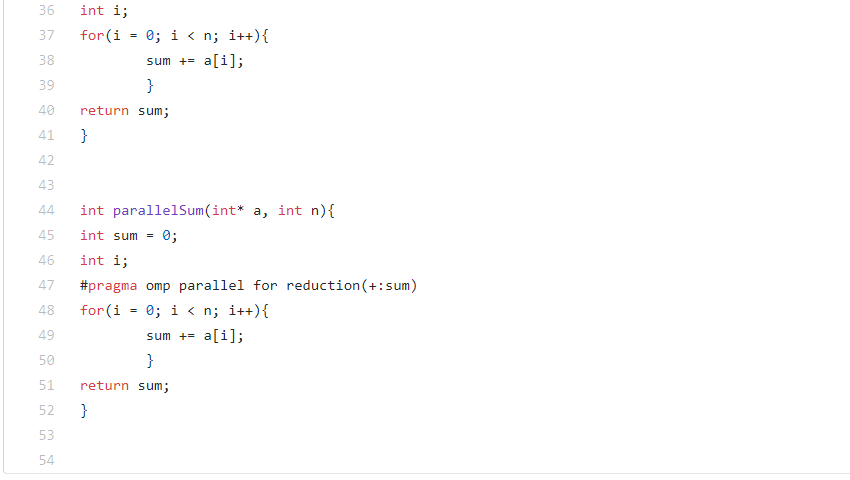 36 int i;
37 for(i = 0; i < n; i++){
38 sum += a[i];
39 }
40 return sum;
41 }
42
43
44 int parallelSum(int* a, int n){
45 int sum = 0;
46 int i;
47 #pragma omp parallel for reduction(+:sum)
48 for(i = 0; i < n; i++){
49 sum += a[i];
50 }
51 return sum;
52 }
53
54